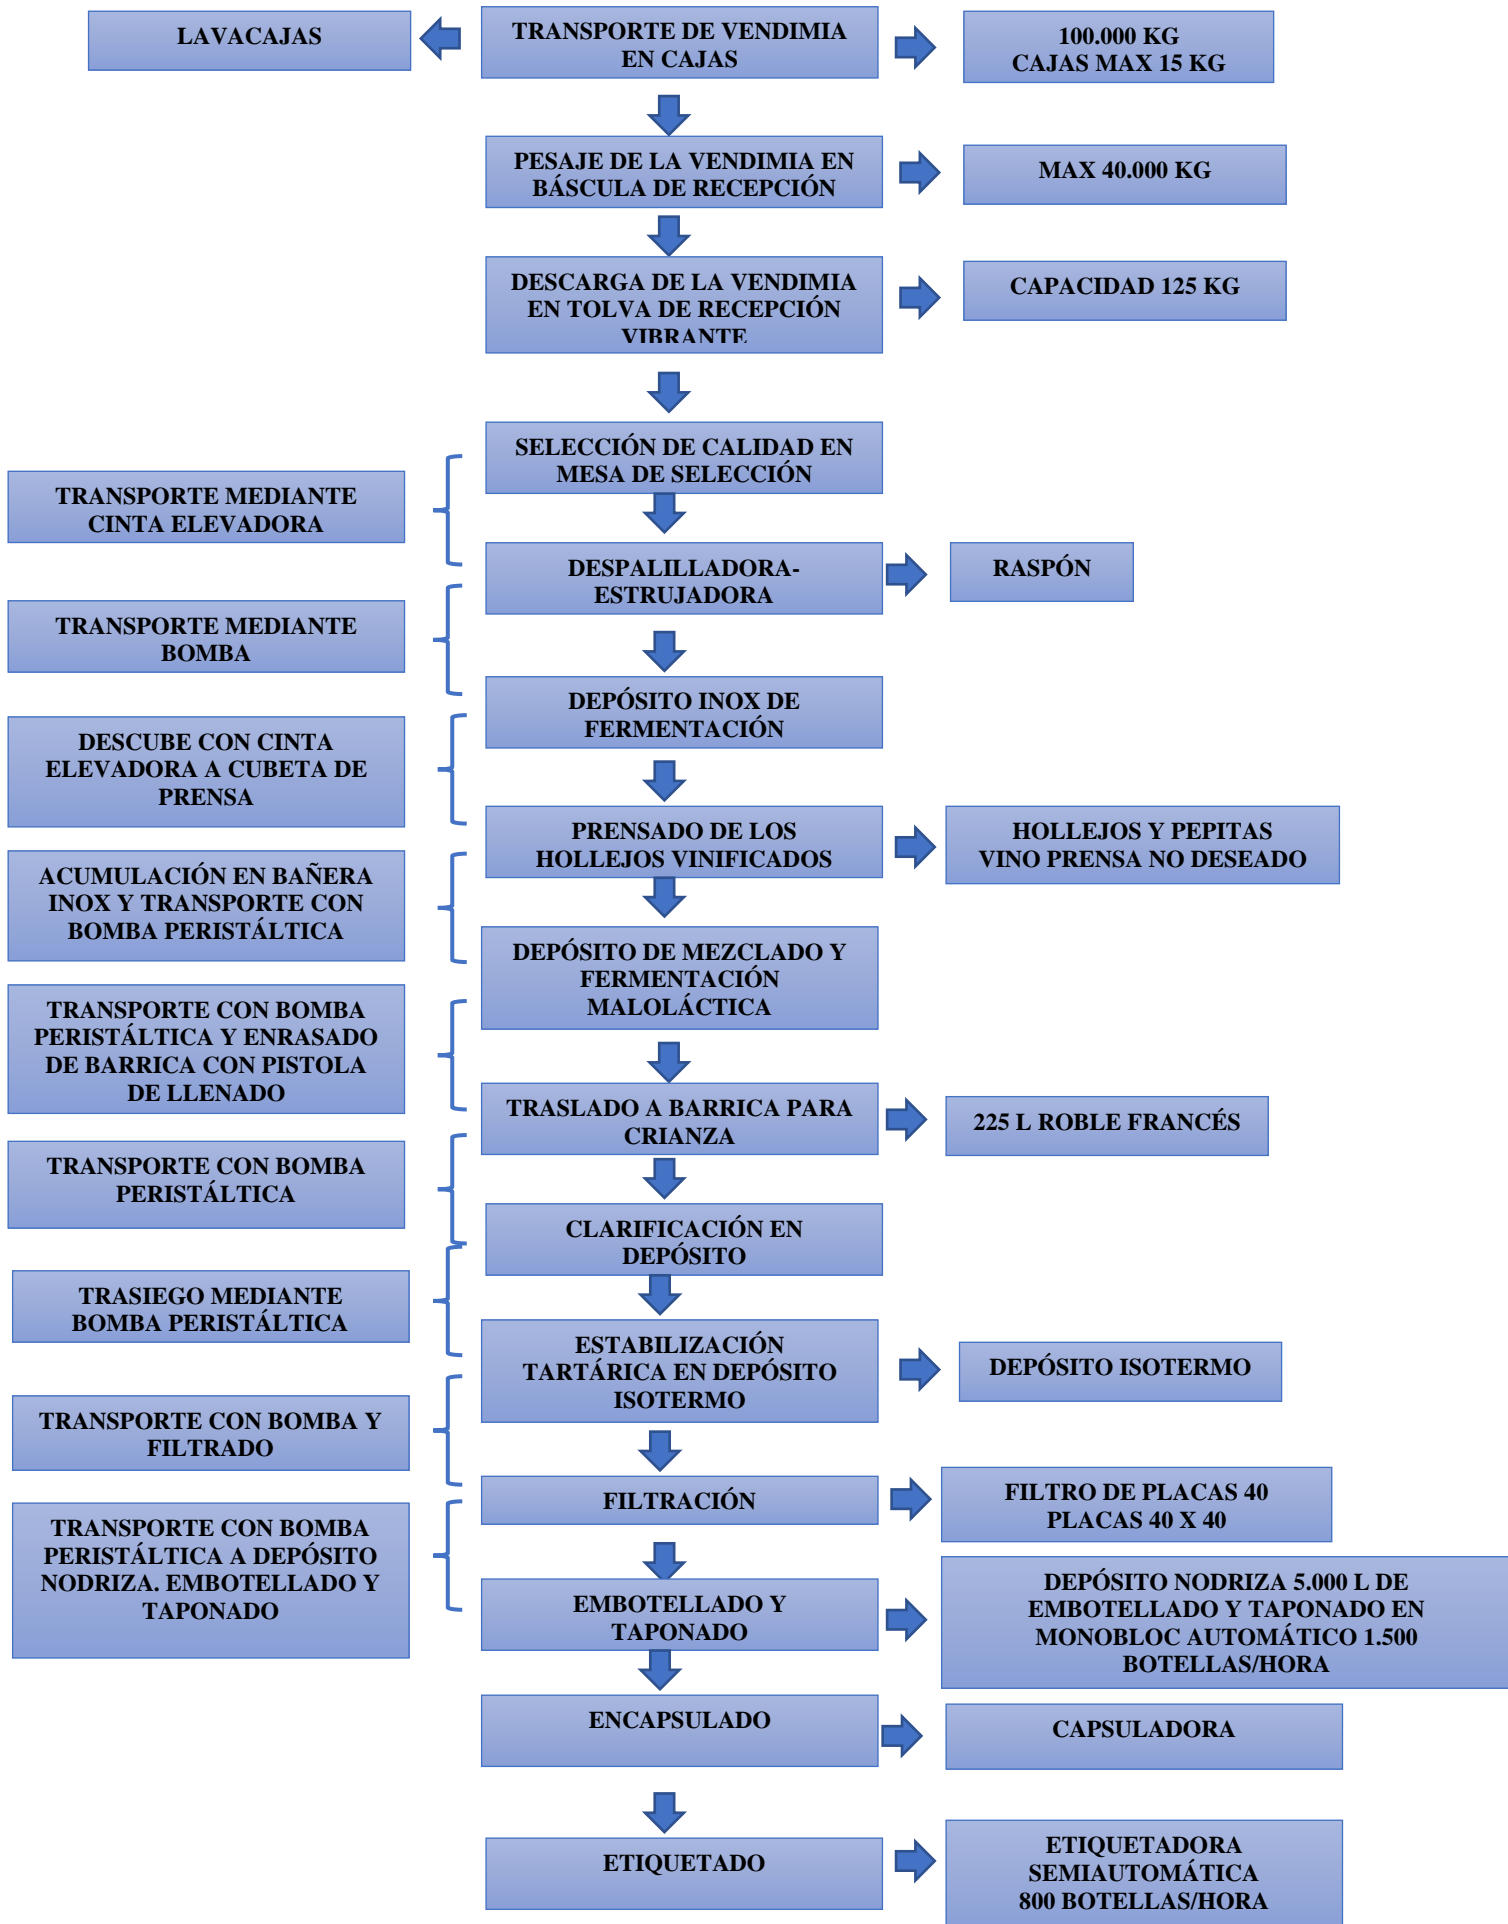 LAVACAJAS
TRANSPORTE DE VENDIMIA
EN CAJAS
100.000 KG
CAJAS MAX 15 KG
PESAJE DE LA VENDIMIA EN
BÁSCULA DE RECEPCIÓN
MAX 40.000 KG
DESCARGA DE LA VENDIMIA
EN TOLVA DE RECEPCIÓN
VIBRANTE
CAPACIDAD 125 KG
SELECCIÓN DE CALIDAD EN
MESA DE SELECCIÓN
TRANSPORTE MEDIANTE
CINTA ELEVADORA
DESPALILLADORA-
ESTRUJADORA
RASPÓN
TRANSPORTE MEDIANTE
BOMBA
DEPÓSITO INOX DE
FERMENTACIÓN
DESCUBE CON CINTA
ELEVADORA A CUBETA DE
PRENSA
PRENSADO DE LOS
HOLLEJOS VINIFICADOS
HOLLEJOS Y PEPITAS
VINO PRENSA NO DESEADO
ACUMULACIÓN EN BAÑERA
INOX Y TRANSPORTE CON
BOMBA PERISTÁLTICA
DEPÓSITO DE MEZCLADO Y
FERMENTACIÓN
MALOLÁCTICA
TRANSPORTE CON BOMBA
PERISTÁLTICA Y ENRASADO
DE BARRICA CON PISTOLA
DE LLENADO
TRASLADO A BARRICA PARA
CRIANZA
225 L ROBLE FRANCÉS
TRANSPORTE CON BOMBA
PERISTÁLTICA
CLARIFICACIÓN EN
DEPÓSITO
TRASIEGO MEDIANTE
BOMBA PERISTÁLTICA
ESTABILIZACIÓN
TARTÁRICA EN DEPÓSITO
ISOTERMO
DEPÓSITO ISOTERMO
TRANSPORTE CON BOMBA Y
FILTRADO
FILTRACIÓN
FILTRO DE PLACAS 40
PLACAS 40 X 40
TRANSPORTE CON BOMBA
PERISTÁLTICA A DEPÓSITO
NODRIZA. EMBOTELLADO Y
TAPONADO
EMBOTELLADO Y
TAPONADO
DEPÓSITO NODRIZA 5.000 L DE
EMBOTELLADO Y TAPONADO EN
MONOBLOC AUTOMÁTICO 1.500
BOTELLAS/HORA
ENCAPSULADO
CAPSULADORA
ETIQUETADO
ETIQUETADORA
SEMIAUTOMÁTICA
800 BOTELLAS/HORA